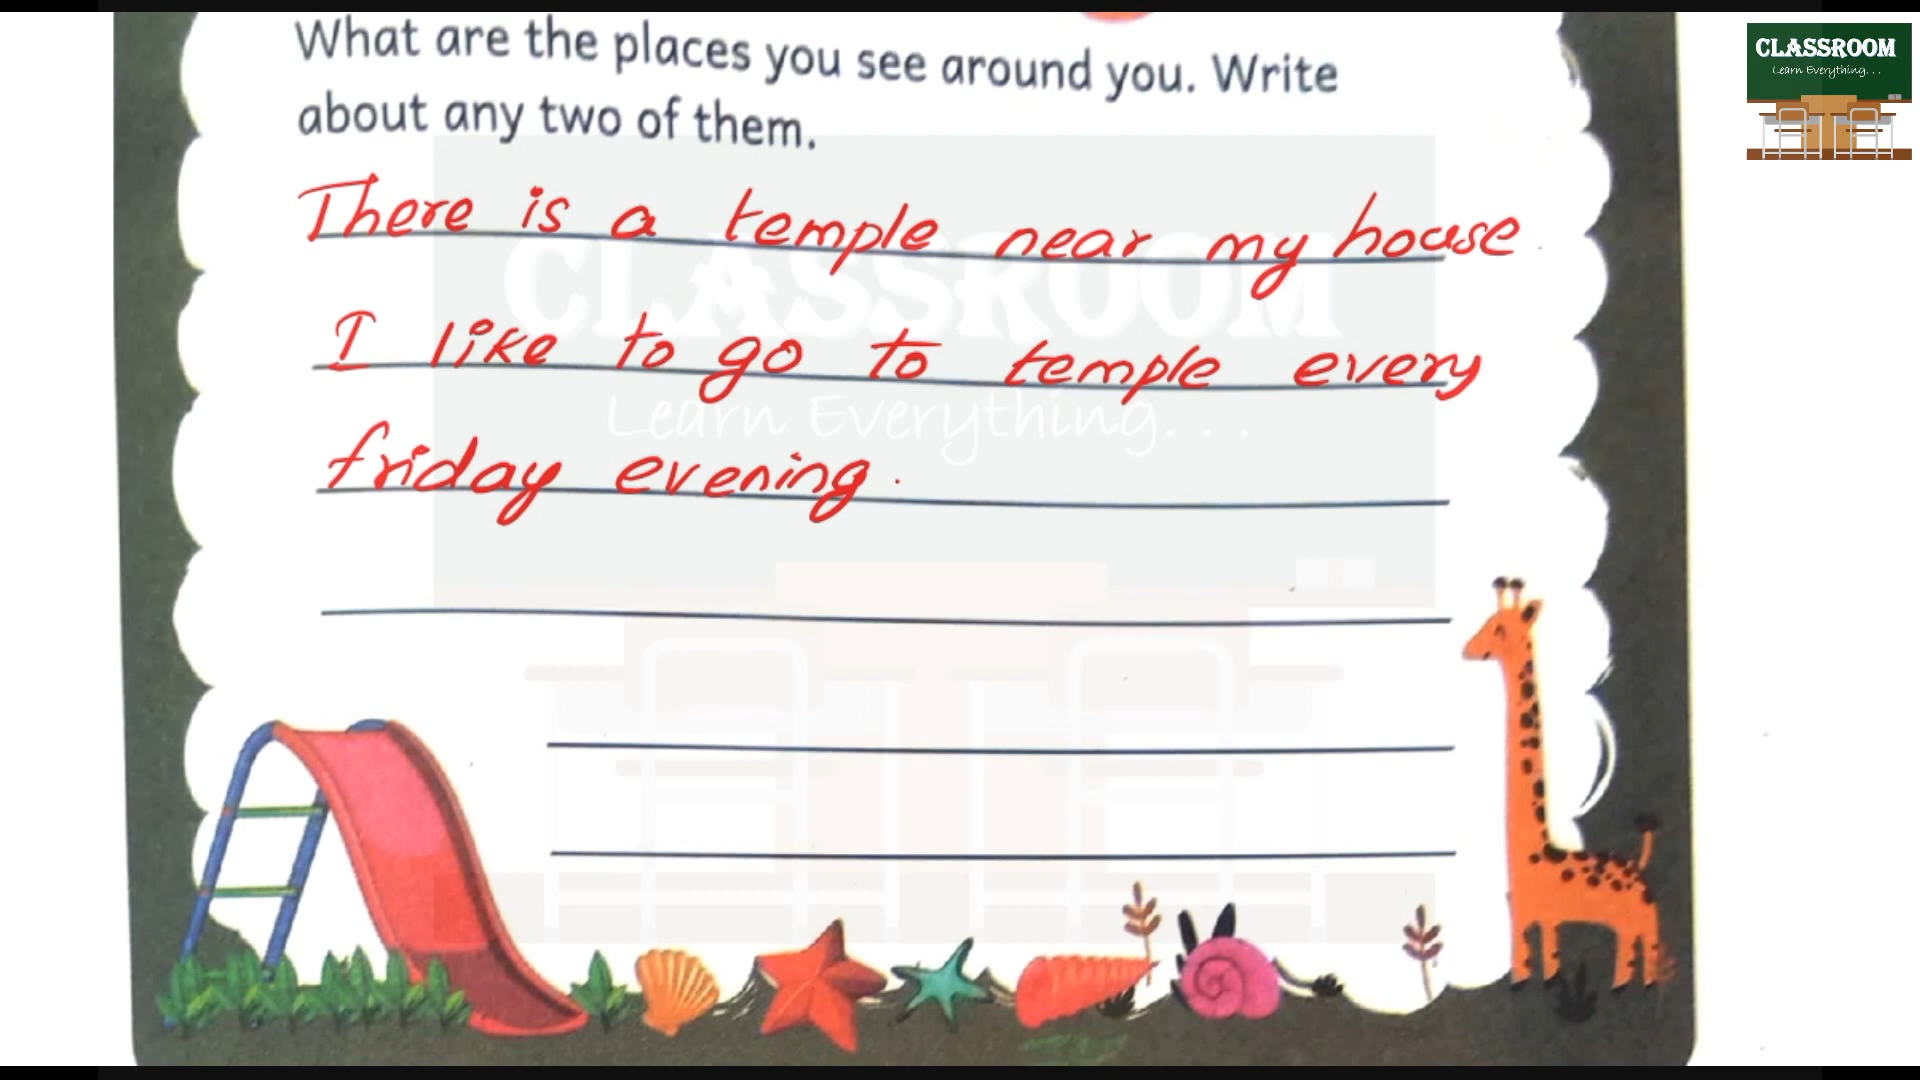 What are the places you see around you. Write
about any two of them.
There is a temple near my house.
I like to go to temple every
friday evening.
CLASSROOM
Learn Everything...
CLASSROOM
Learn Everything...